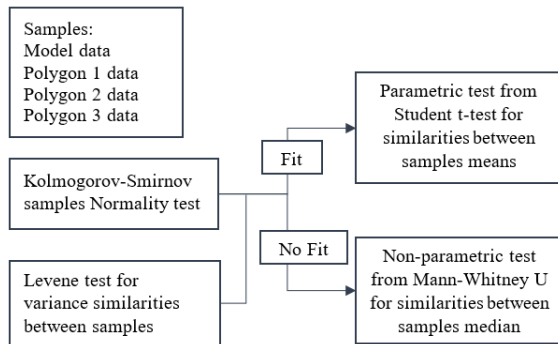 Samples:
Model data
Polygon 1 data
Polygon 2 data
Polygon 3 data
Kolmogorov-Smirnov
samples Normality test
Levene test for
variance similarities
between samples
Fit
No Fit
Parametric test from
Student t-test for
similarities between
samples means
Non-parametric test
from Mann-Whitney U
for similarities between
samples median